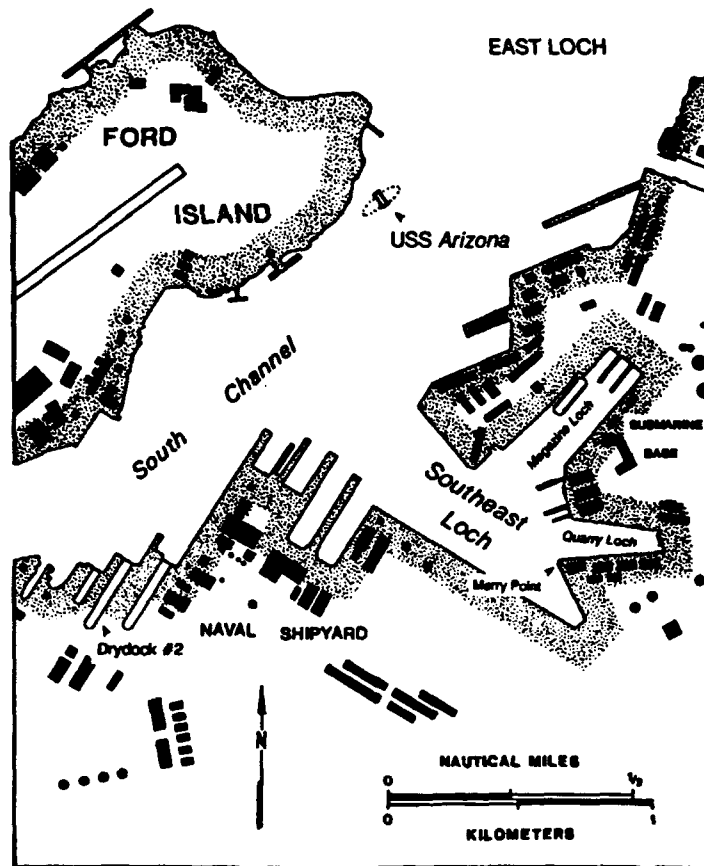 EAST LOCH
FORD
ISLAND
USS Arizona
South Channel
Magazine Loch
SUBMARINE
BASE
Southeast
Loch
Quarry Loch
Merry Point
NAVAL SHIPYARD
Drydock #2
N
NAUTICAL MILES
0 1/2
0 1
KILOMETERS